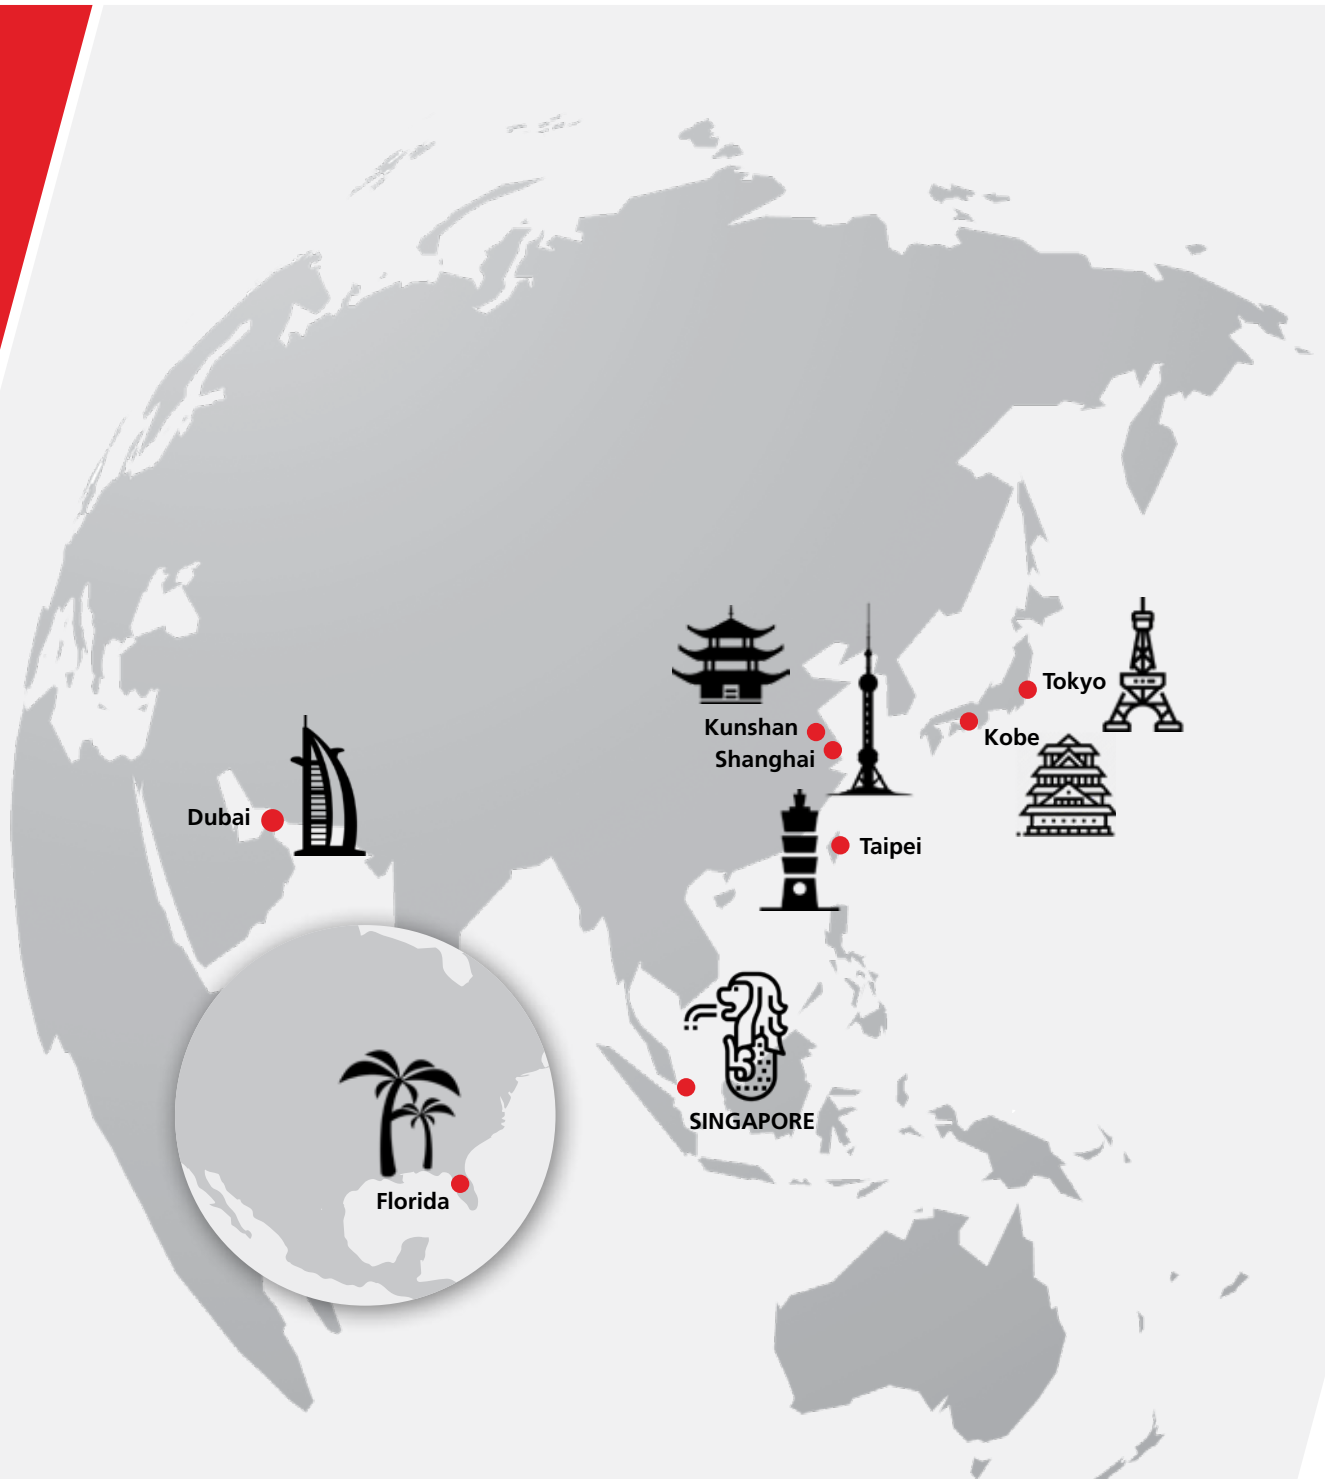 Tokyo
Kunshan
Kobe
Shanghai
Dubai
Taipei
SINGAPORE
Florida